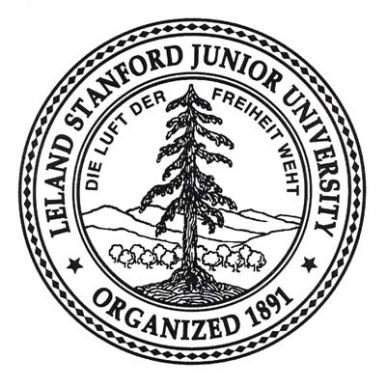 LELAND STANFORD JUNIOR UNIVERSITY
DIE LUFT DER FREIHEIT WEHT
ORGANIZED 1891